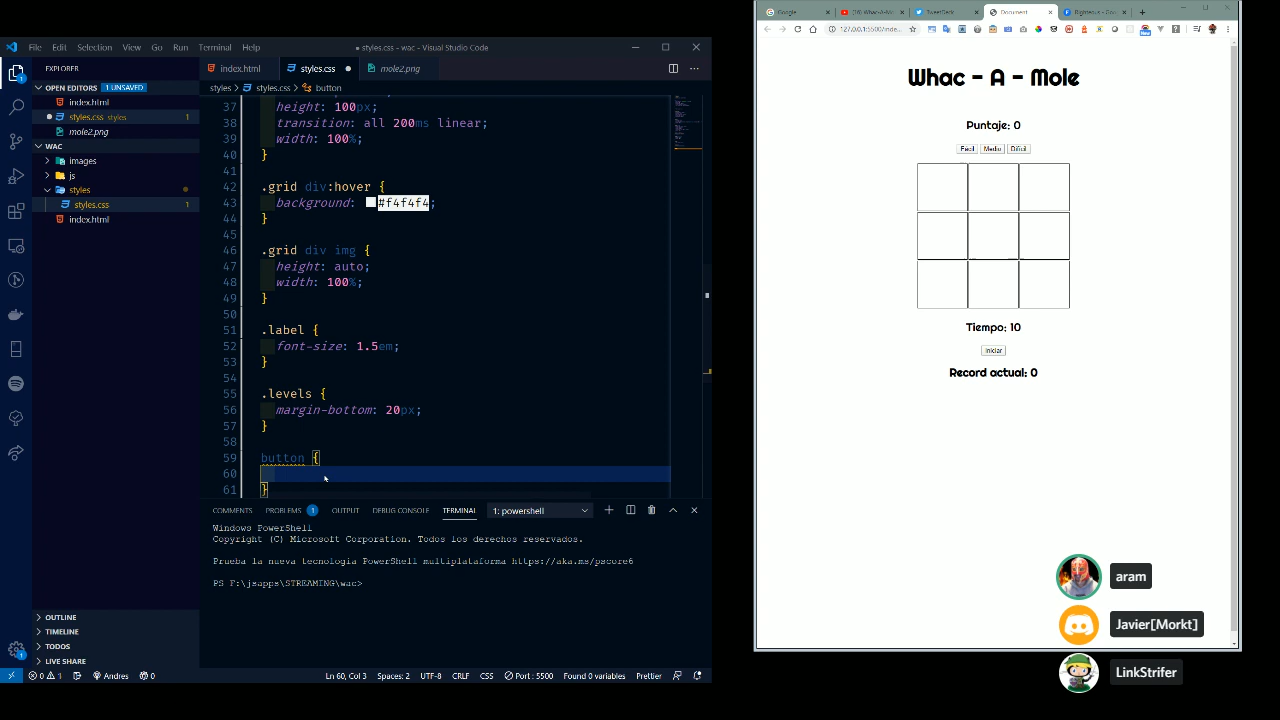 File Edit Selection View Go Run Terminal Help
● styles.css - wac - Visual Studio Code
EXPLORER
OPEN EDITORS 1 UNSAVED
index.html
styles.css styles 1
mole2.png
WAC
images
js
styles
styles.css 1
index.html
OUTLINE
TIMELINE
TODOS
LIVE SHARE
index.html styles.css mole2.png
styles > styles.css > button
37 height: 100px;
38 transition: all 200ms linear;
39 width: 100%;
40 }
41
42 .grid div:hover {
43 background: #f4f4f4;
44 }
45
46 .grid div img {
47 height: auto;
48 width: 100%;
49 }
50
51 .label {
52 font-size: 1.5em;
53 }
54
55 .levels {
56 margin-bottom: 20px;
57 }
58
59 button {
60
61 }
COMMENTS PROBLEMS 1 OUTPUT DEBUG CONSOLE TERMINAL 1: powershell
Windows PowerShell
Copyright (C) Microsoft Corporation. Todos los derechos reservados.
Prueba la nueva tecnología PowerShell multiplataforma https://aka.ms/pscore6
PS F:\jsapps\STREAMING\wac>
0 1 Andres 0
UTF-8 CRLF CSS Port : 5500 Found 0 variables Prettier
Google
TweetDeck
Document
Whac - A - Mole
Puntaje: 0
Fácil Medio Difícil
Tiempo: 10
Iniciar
Record actual: 0
aram
Javier[Morkt]
LinkStrifer